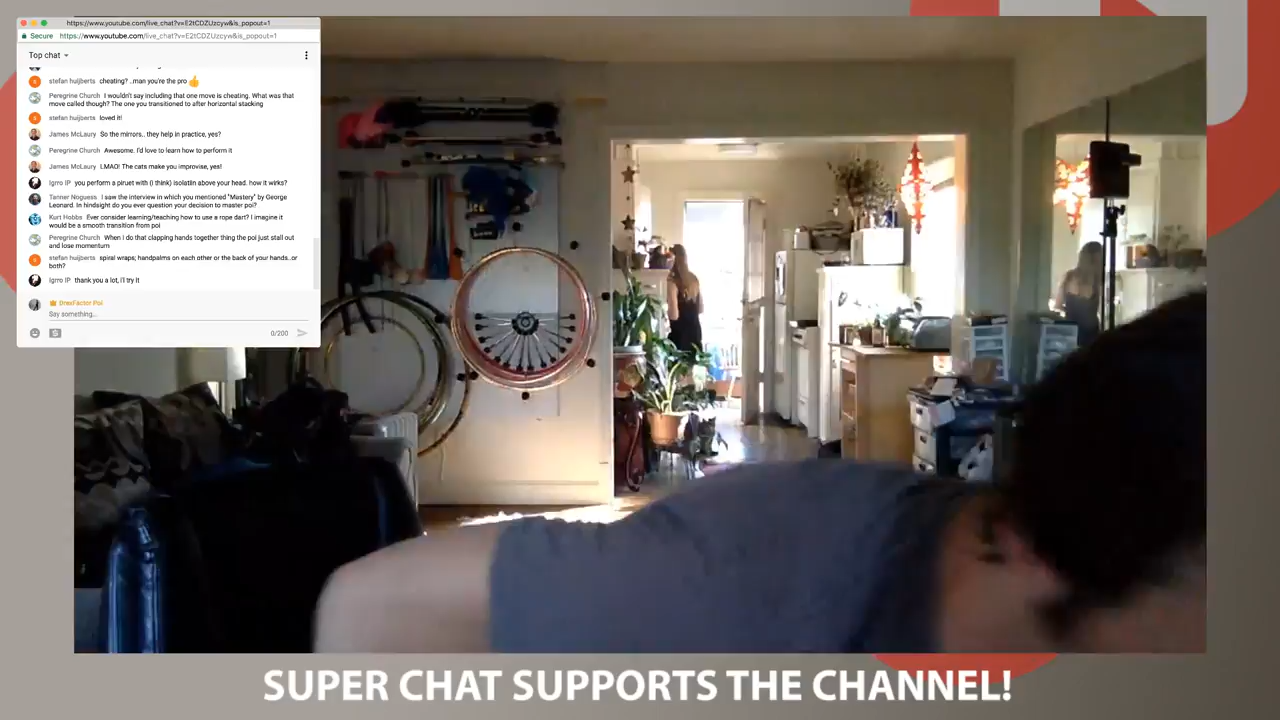 https://www.youtube.com/live_chat?v=E2tCDZUzcyw&is_popout=1
Secure https://www.youtube.com/live_chat?v=E2tCDZUzcyw&is_popout=1
Top chat
stefan huijberts cheating? ..man you're the pro
Peregrine Church I wouldn't say including that one move is cheating. What was that
move called though? The one you transitioned to after horizontal stacking
stefan huijberts loved it!
James McLaury So the mirrors.. they help in practice, yes?
Peregrine Church Awesome, I'd love to learn how to perform it
James McLaury LMAO! The cats make you improvise, yes!
Igrro IP you perform a piruet with (i think) isolatiin above your head. how it wirks?
Tanner Noguess I saw the interview in which you mentioned "Mastery" by George
Leonard. In hindsight do you ever question your decision to master poi?
Kurt Hobbs Ever consider learning/teaching how to use a rope dart? I imagine it
would be a smooth transition from poi
Peregrine Church When I do that clapping hands together thing the poi just stall out
and lose momentum
stefan huijberts spiral wraps; handpalms on each other or the back of your hands..or
both?
Igrro IP thank you a lot, i'l try it
DrexFactor Poi
Say something...
0/200
SUPER CHAT SUPPORTS THE CHANNEL!